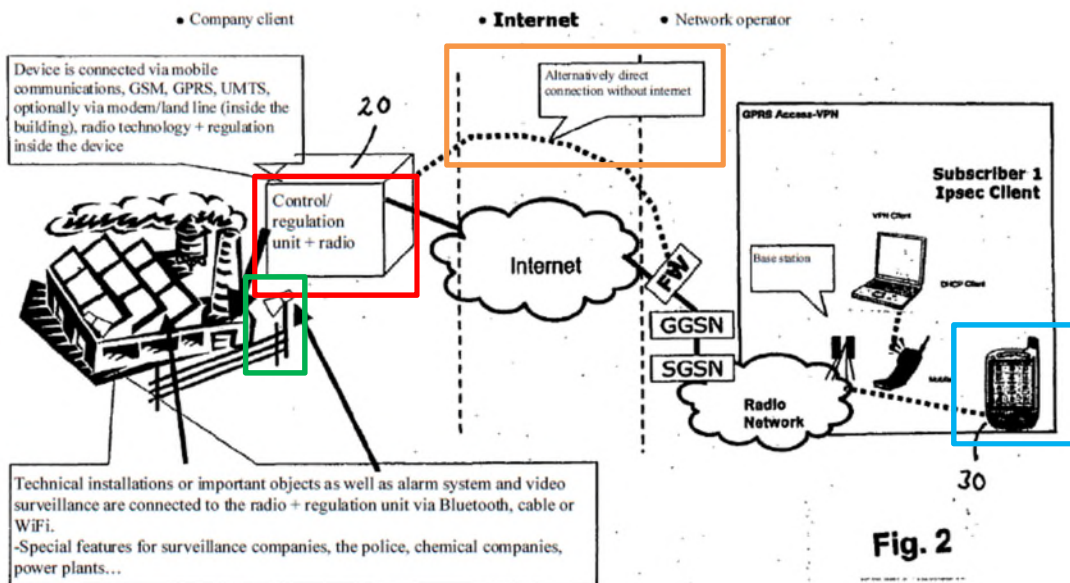 • Company client
• Internet
• Network operator
Device is connected via mobile
communications, GSM, GPRS, UMTS,
optionally via modem/land line (inside the
building), radio technology + regulation
inside the device
20
Alternatively direct
connection without internet
GPRS Access-VPN
Subscriber 1
Ipsec Client
Control/
regulation
unit + radio
VPN Client
Internet
FW
Base station
DHCP Client
GGSN
SGSN
Radio
Network
30
Technical installations or important objects as well as alarm system and video
surveillance are connected to the radio + regulation unit via Bluetooth, cable or
WiFi.
-Special features for surveillance companies, the police, chemical companies,
power plants…
Fig. 2